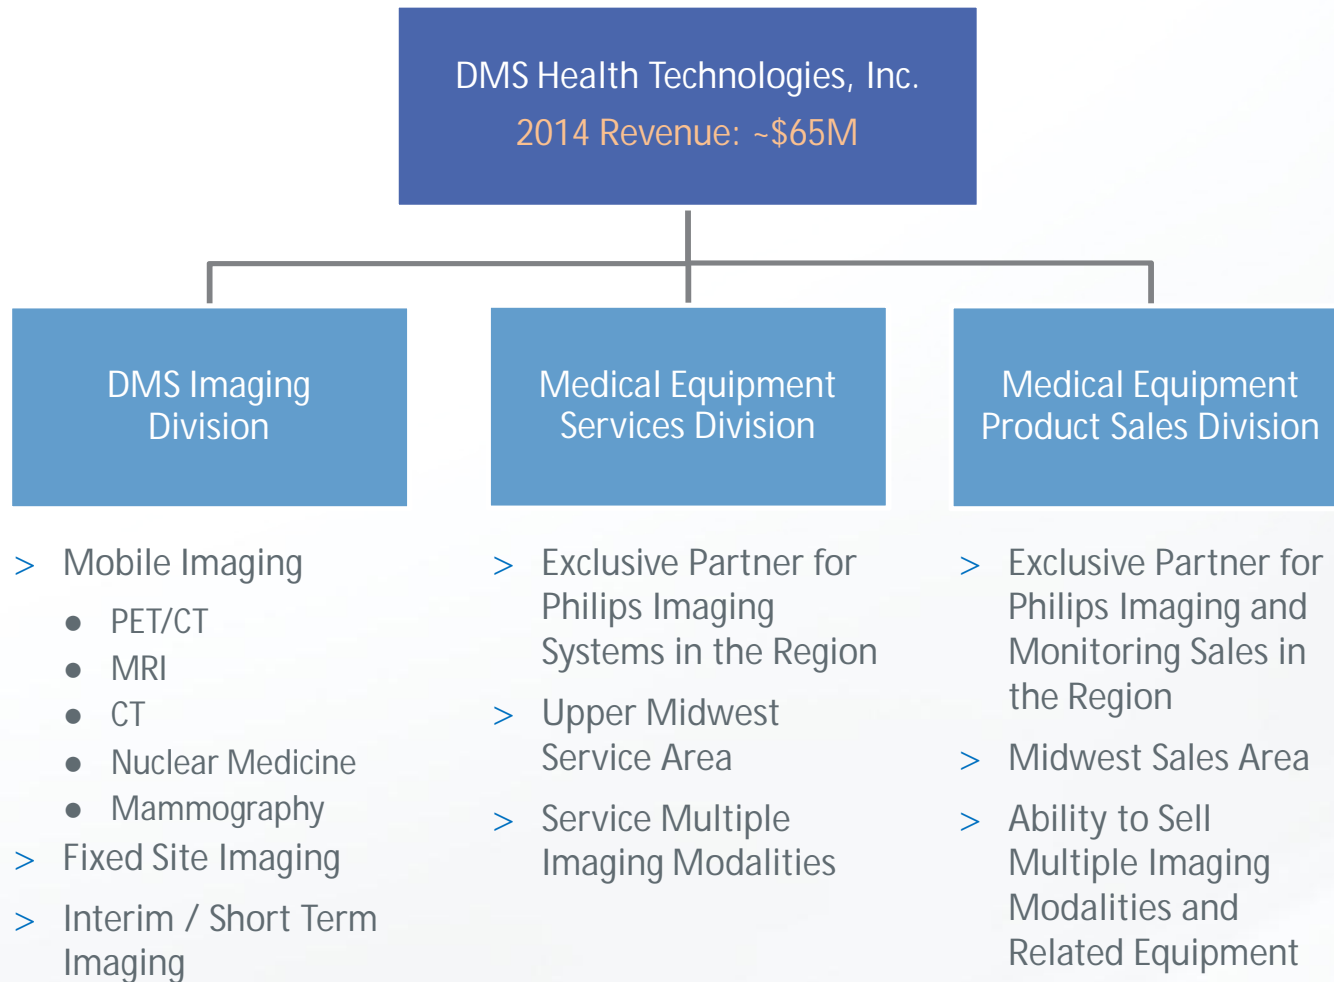 DMS Health Technologies, Inc.
2014 Revenue: ~$65M
DMS Imaging
Division
> Mobile Imaging
● PET/CT
● MRI
● CT
● Nuclear Medicine
● Mammography
> Fixed Site Imaging
> Interim / Short Term
Imaging
Medical Equipment
Services Division
> Exclusive Partner for
Philips Imaging
Systems in the Region
> Upper Midwest
Service Area
> Service Multiple
Imaging Modalities
Medical Equipment
Product Sales Division
> Exclusive Partner for
Philips Imaging and
Monitoring Sales in
the Region
> Midwest Sales Area
> Ability to Sell
Multiple Imaging
Modalities and
Related Equipment